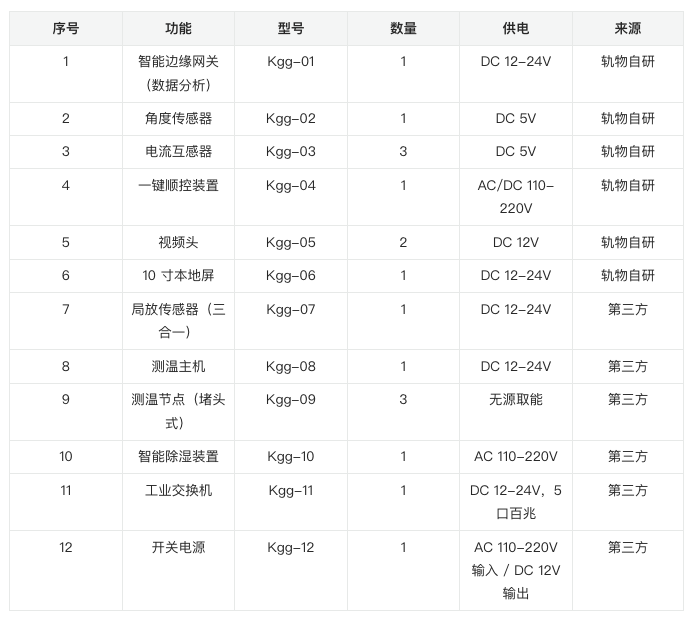 序号 功能 型号 数量 供电 来源
1 智能边缘网关 Kgg-01 1 DC 12-24V 轨物自研
（数据分析）
2 角度传感器 Kgg-02 1 DC 5V 轨物自研
3 电流互感器 Kgg-03 3 DC 5V 轨物自研
4 一键顺控装置 Kgg-04 1 AC/DC 110- 轨物自研
220V
5 视频头 Kgg-05 2 DC 12V 轨物自研
6 10 寸本地屏 Kgg-06 1 DC 12-24V 轨物自研
7 局放传感器（三 Kgg-07 1 DC 12-24V 第三方
合一）
8 测温主机 Kgg-08 1 DC 12-24V 第三方
9 测温节点（堵头 Kgg-09 3 无源取能 第三方
式）
10 智能除湿装置 Kgg-10 1 AC 110-220V 第三方
11 工业交换机 Kgg-11 1 DC 12-24V，5 第三方
口百兆
12 开关电源 Kgg-12 1 AC 110-220V 第三方
输入 / DC 12V
输出